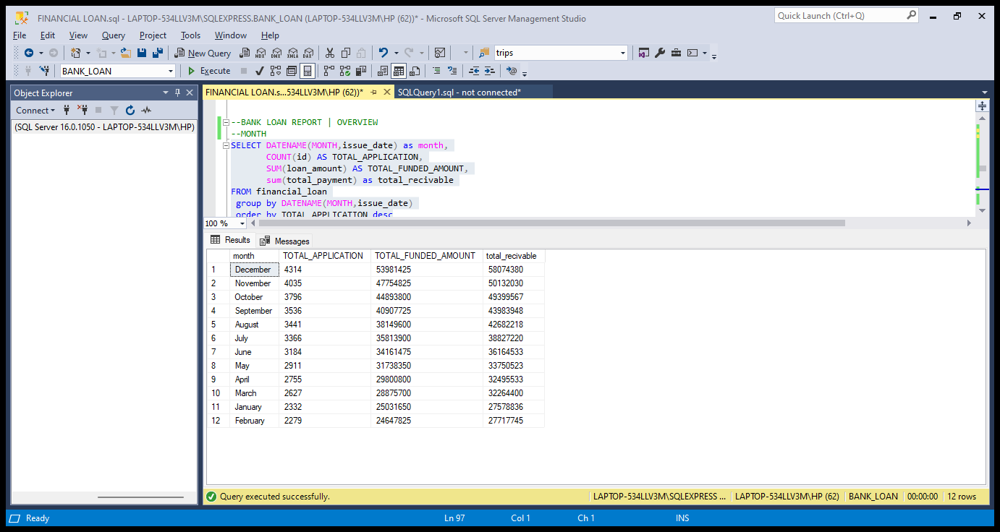 FINANCIAL LOAN.sql - LAPTOP-534LLV3M\SQLEXPRESS.BANK_LOAN (LAPTOP-534LLV3M\HP (62))* - Microsoft SQL Server Management Studio
Quick Launch (Ctrl+Q)
File Edit View Query Project Tools Window Help
New Query MDX DMX XMLA DAX trips
BANK_LOAN Execute
Object Explorer
FINANCIAL LOAN.s...534LLV3M\HP (62))* SQLQuery1.sql - not connected*
Connect
(SQL Server 16.0.1050 - LAPTOP-534LLV3M\HP)
--BANK LOAN REPORT | OVERVIEW
--MONTH
SELECT DATENAME(MONTH,issue_date) as month,
COUNT(id) AS TOTAL_APPLICATION,
SUM(loan_amount) AS TOTAL_FUNDED_AMOUNT,
sum(total_payment) as total_recivable
FROM financial_loan
group by DATENAME(MONTH,issue_date)
order by TOTAL_APPLICATION desc
100 %
Results Messages
month TOTAL_APPLICATION TOTAL_FUNDED_AMOUNT total_recivable
1 December 4314 53981425 58074380
2 November 4035 47754825 50132030
3 October 3796 44893800 49399567
4 September 3536 40907725 43983948
5 August 3441 38149600 42682218
6 July 3366 35813900 38827220
7 June 3184 34161475 36164533
8 May 2911 31738350 33750523
9 April 2755 29800800 32495533
10 March 2627 28875700 32264400
11 January 2332 25031650 27578836
12 February 2279 24647825 27717745
Query executed successfully. LAPTOP-534LLV3M\SQLEXPRESS ... LAPTOP-534LLV3M\HP (62) BANK_LOAN 00:00:00 12 rows
Ready Ln 97 Col 1 Ch 1 INS